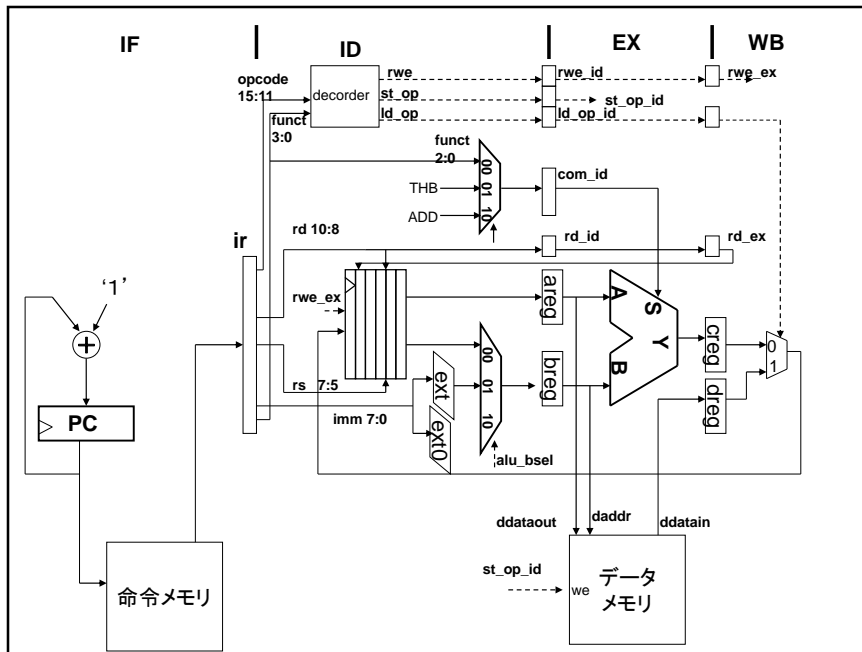 IF
ID
EX
WB
opcode
15:11
funct
3:0
decorder
rwe
st_op
ld_op
rwe_id
st_op_id
ld_op_id
rwe_ex
funct
2:0
THB
ADD
00
01
10
com_id
ir
rd 10:8
rd_id
rd_ex
rwe_ex
areg
breg
A
B
S
Y
creg
dreg
0
1
'1'
+
PC
rs 7:5
imm 7:0
ext
ext0
00
01
10
alu_bsel
ddataout
daddr
ddatain
st_op_id
we
データ
メモリ
命令メモリ